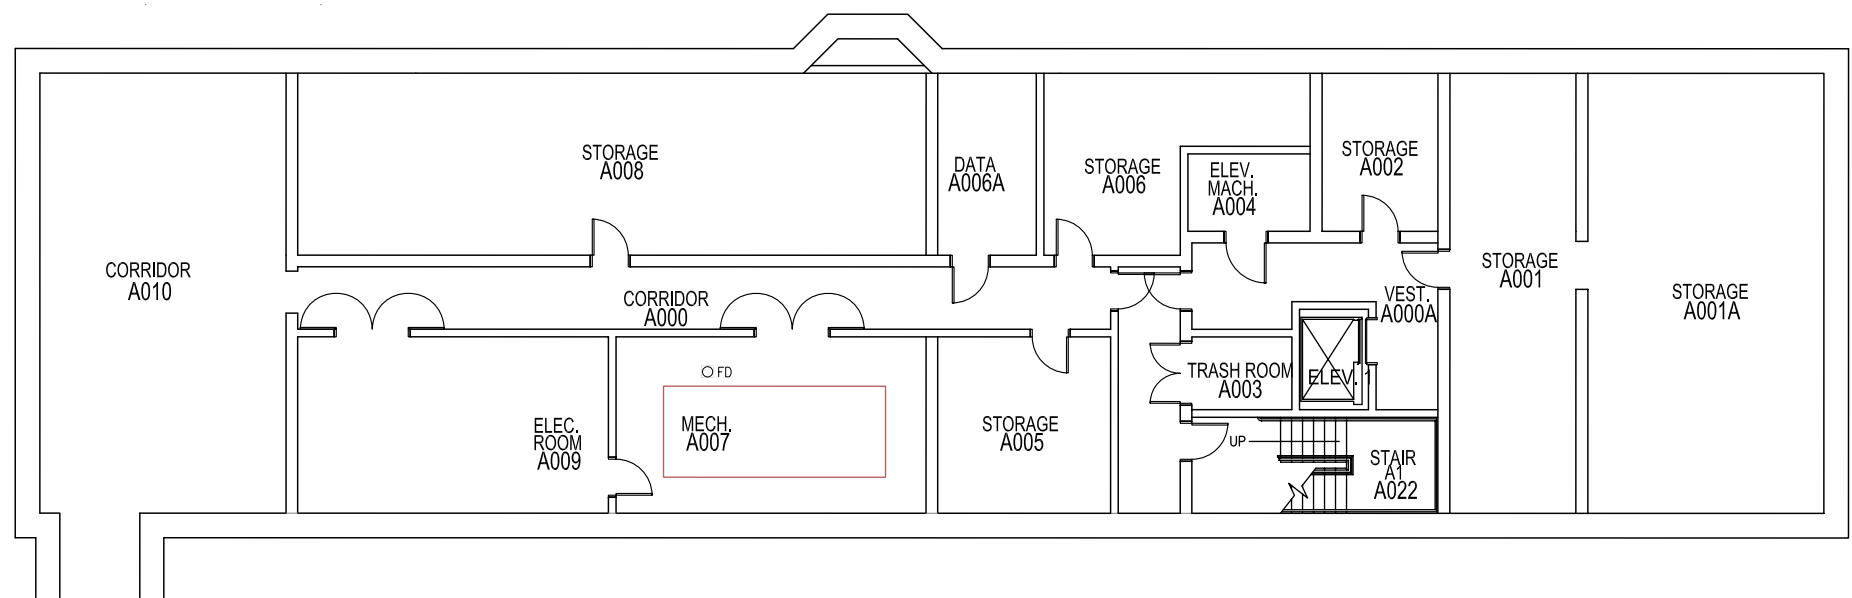 STORAGE
A008
DATA
A006A
STORAGE
A006
ELEV.
MACH.
A004
STORAGE
A002
CORRIDOR
A010
CORRIDOR
A000
STORAGE
A001
STORAGE
A001A
VEST.
A000A
FD
TRASH ROOM
A003
ELEV. 1
ELEC.
ROOM
A009
MECH.
A007
STORAGE
A005
UP
STAIR
A1
A022